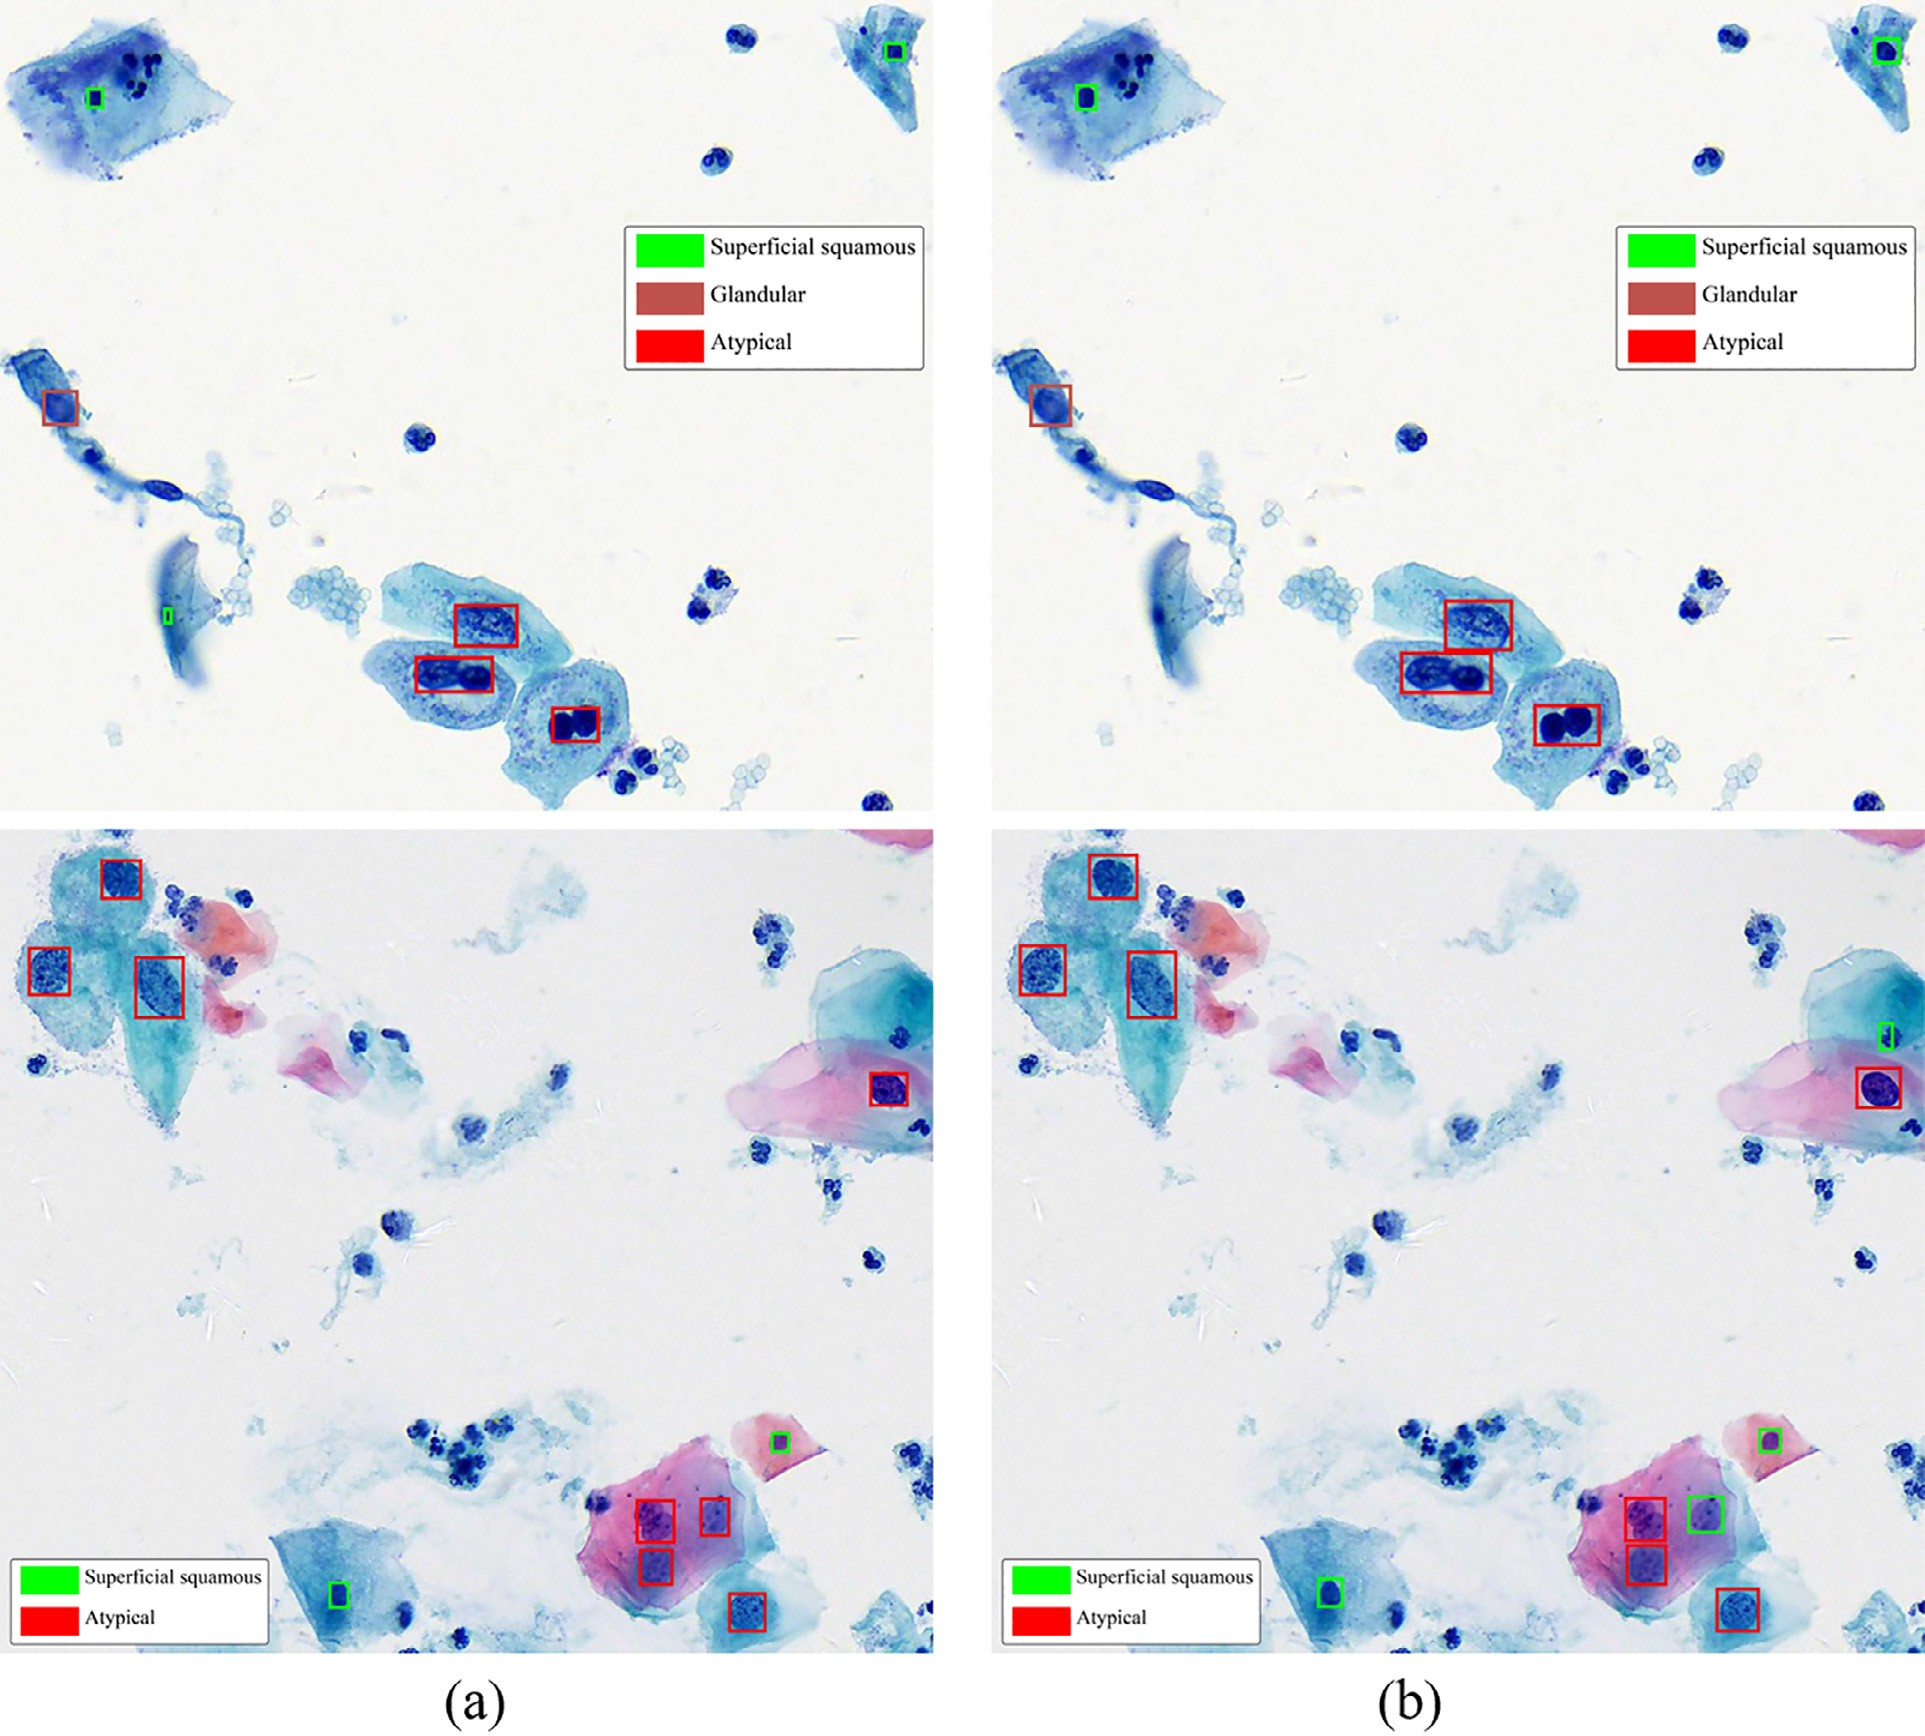 Superficial squamous
Glandular
Atypical
Superficial squamous
Glandular
Atypical
Superficial squamous
Atypical
Superficial squamous
Atypical
(a)
(b)